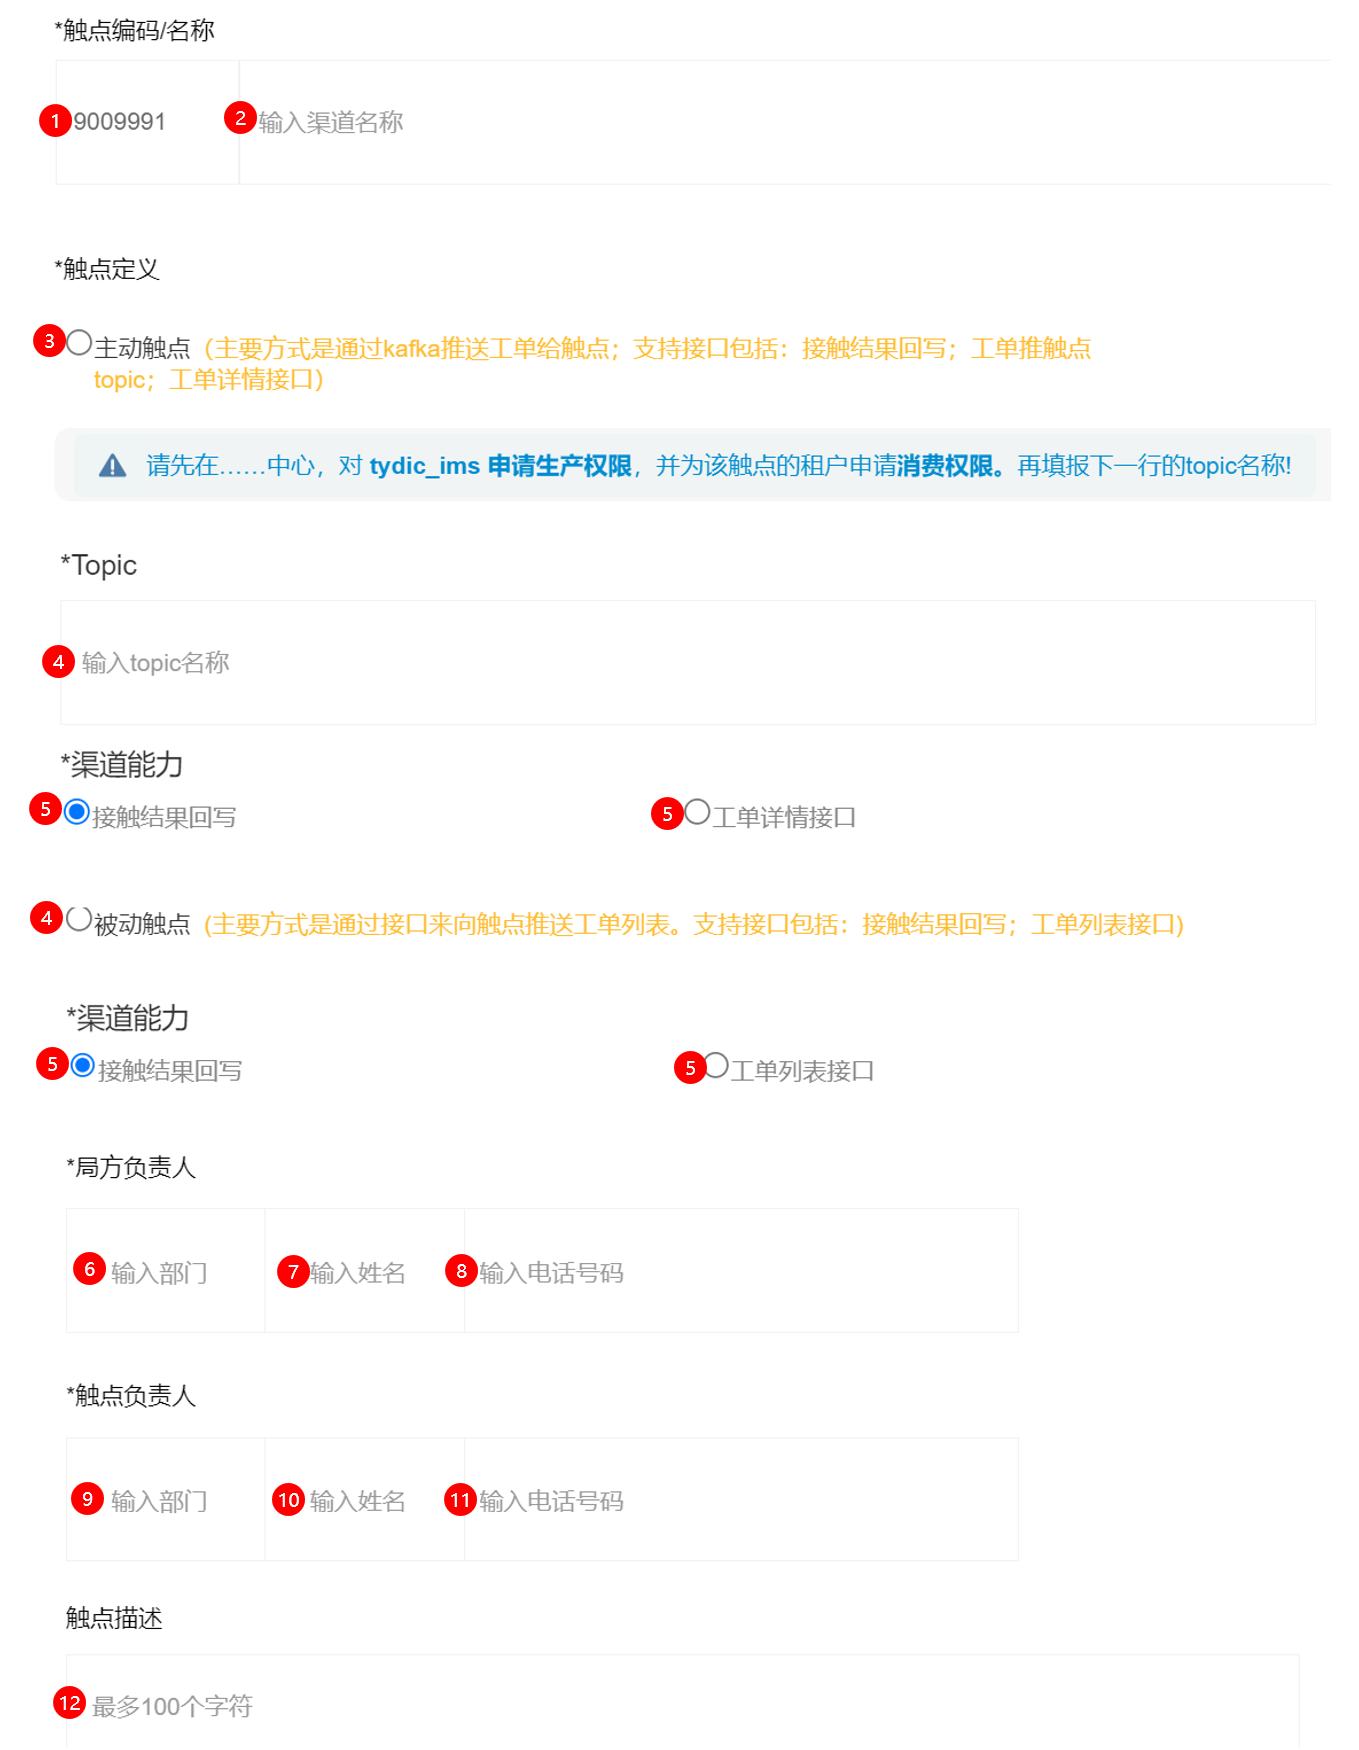 *触点编码/名称
1 9009991 2 输入渠道名称
*触点定义
3 主动触点（主要方式是通过kafka推送工单给触点；支持接口包括：接触结果回写；工单推触点
topic；工单详情接口）
请先在……中心，对 tydic_ims 申请生产权限，并为该触点的租户申请消费权限。再填报下一行的topic名称!
*Topic
4 输入topic名称
*渠道能力
5 接触结果回写 5 工单详情接口
4 被动触点（主要方式是通过接口来向触点推送工单列表。支持接口包括：接触结果回写；工单列表接口)
*渠道能力
5 接触结果回写 5 工单列表接口
*局方负责人
6 输入部门 7 输入姓名 8 输入电话号码
*触点负责人
9 输入部门 10 输入姓名 11 输入电话号码
触点描述
12 最多100个字符